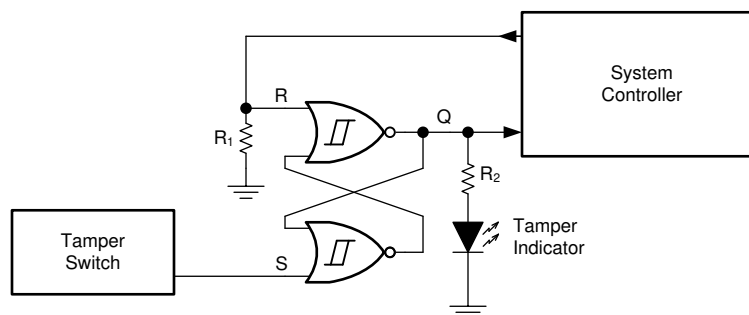 System
Controller
R
Q
R1
R2
Tamper
Switch
S
Tamper
Indicator